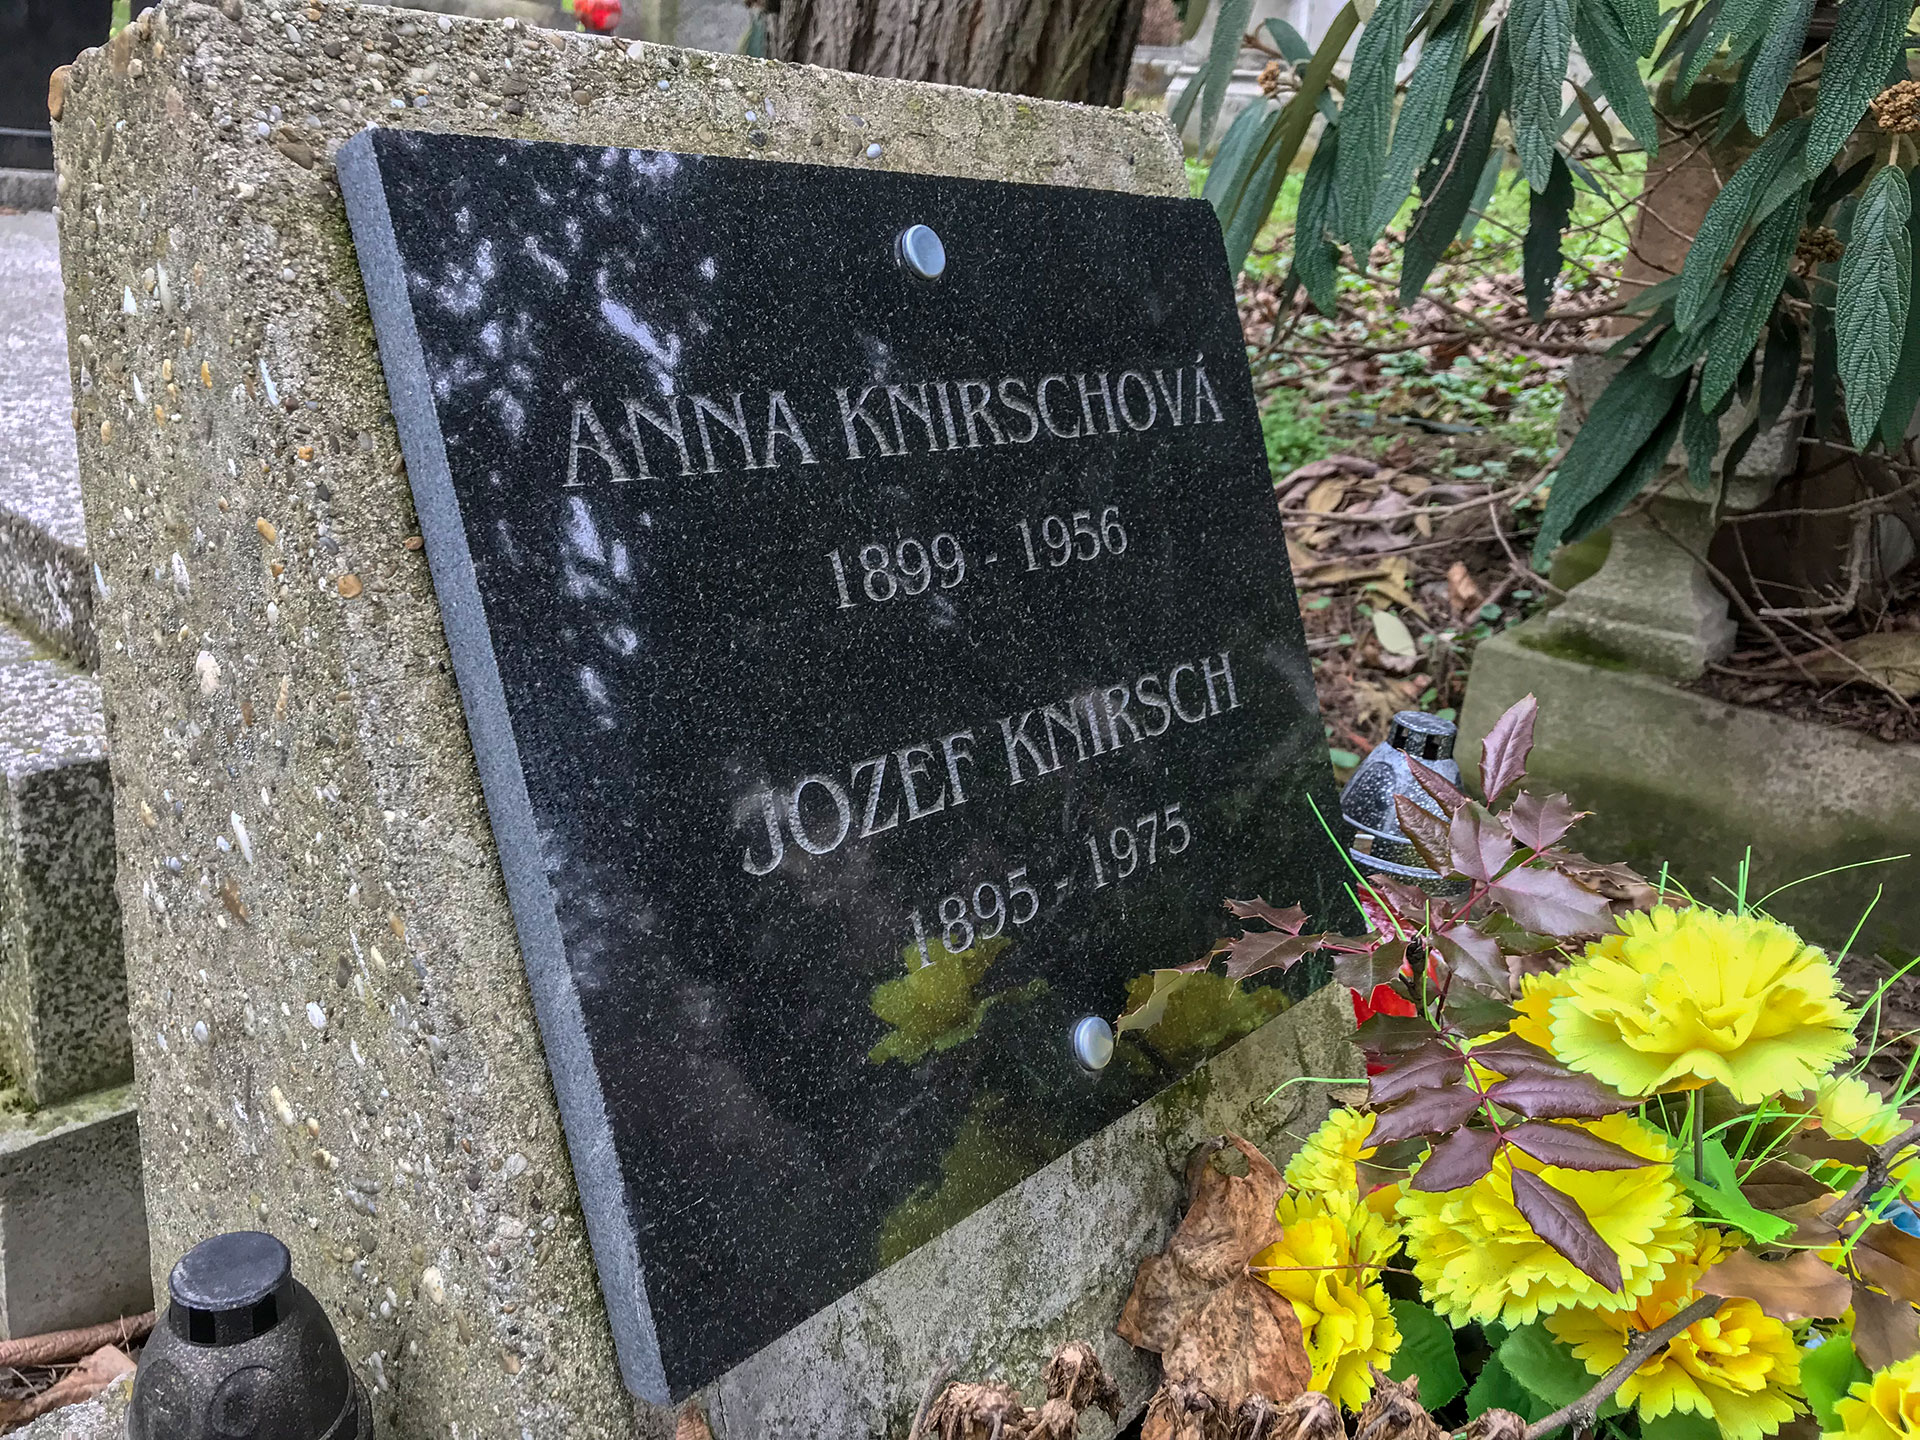 ANNA KNIRSCHOVÁ
1899 - 1956
JOZEF KNIRSCH
1895 - 1975